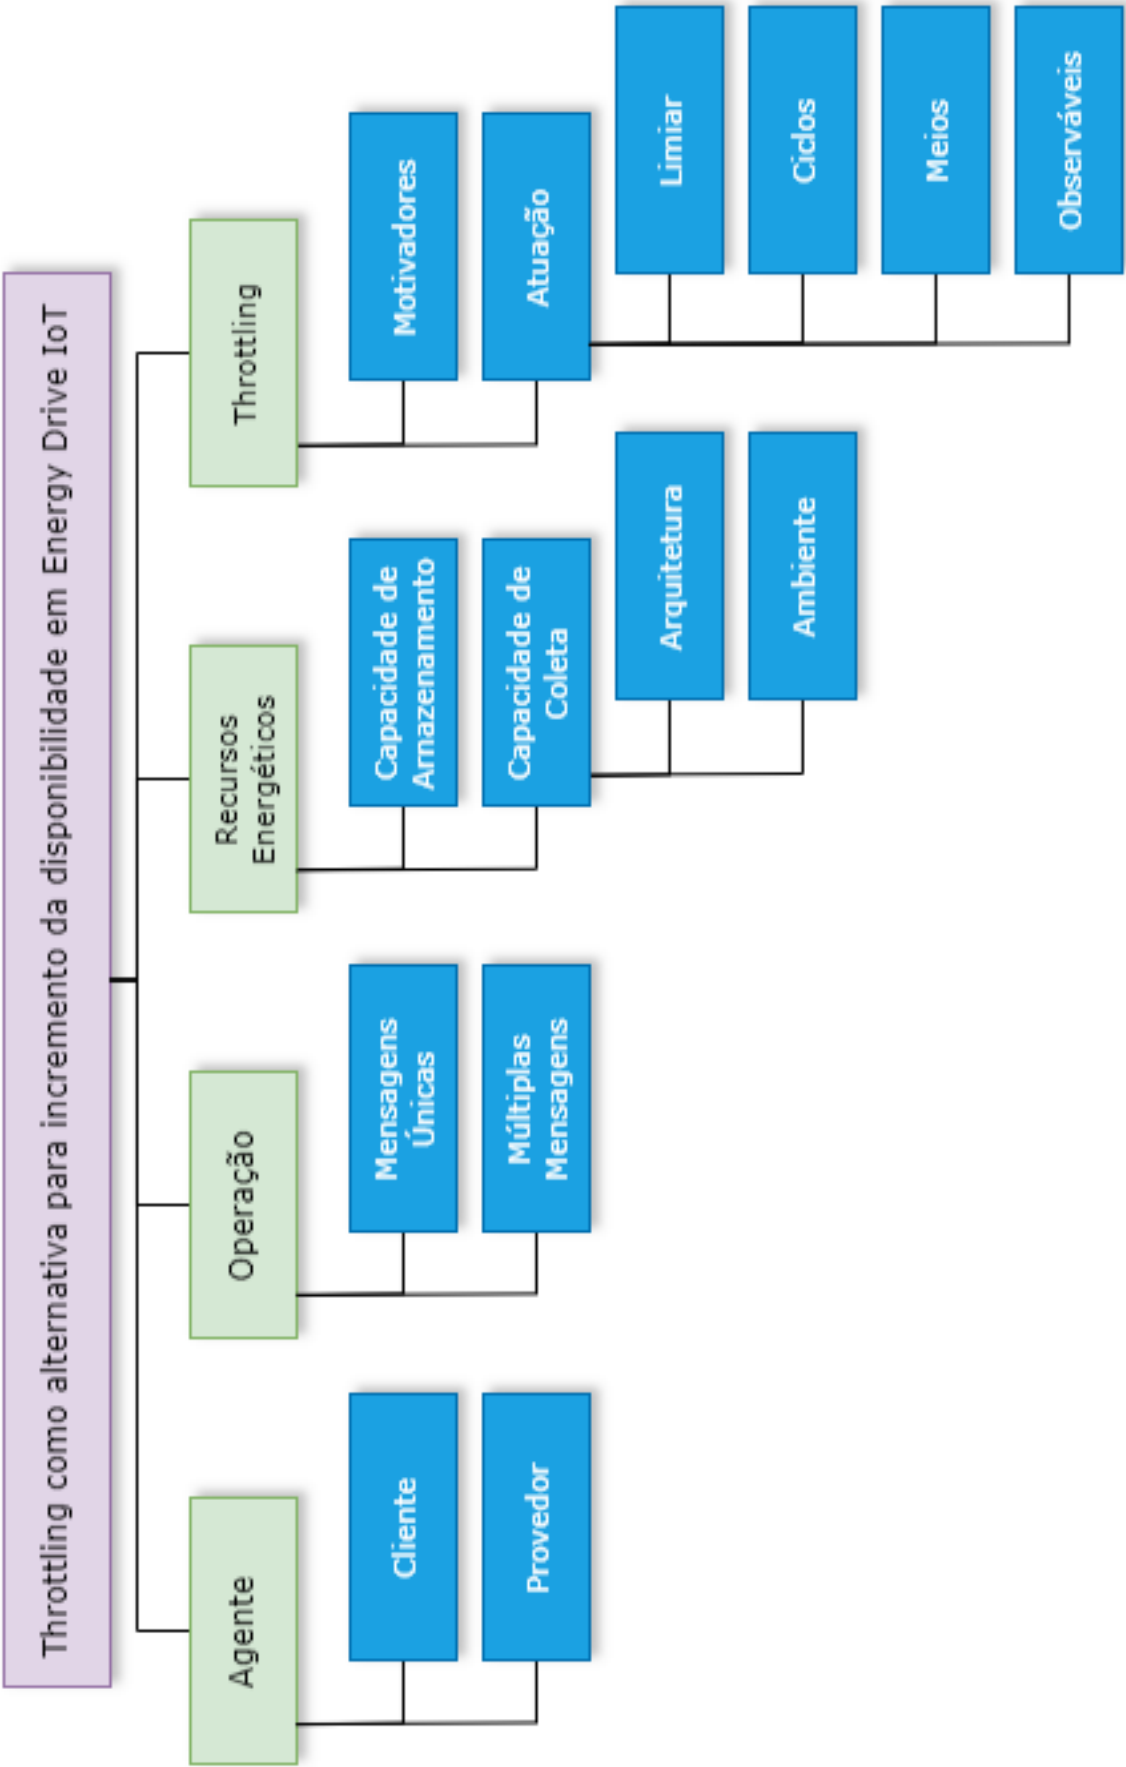 Throttling como alternativa para incremento da disponibilidade em Energy Drive IoT
Agente
Cliente
Provedor
Operação
Mensagens
Únicas
Múltiplas
Mensagens
Recursos
Energéticos
Capacidade de
Armazenamento
Capacidade de
Coleta
Arquitetura
Ambiente
Throttling
Motivadores
Atuação
Limiar
Ciclos
Meios
Observáveis